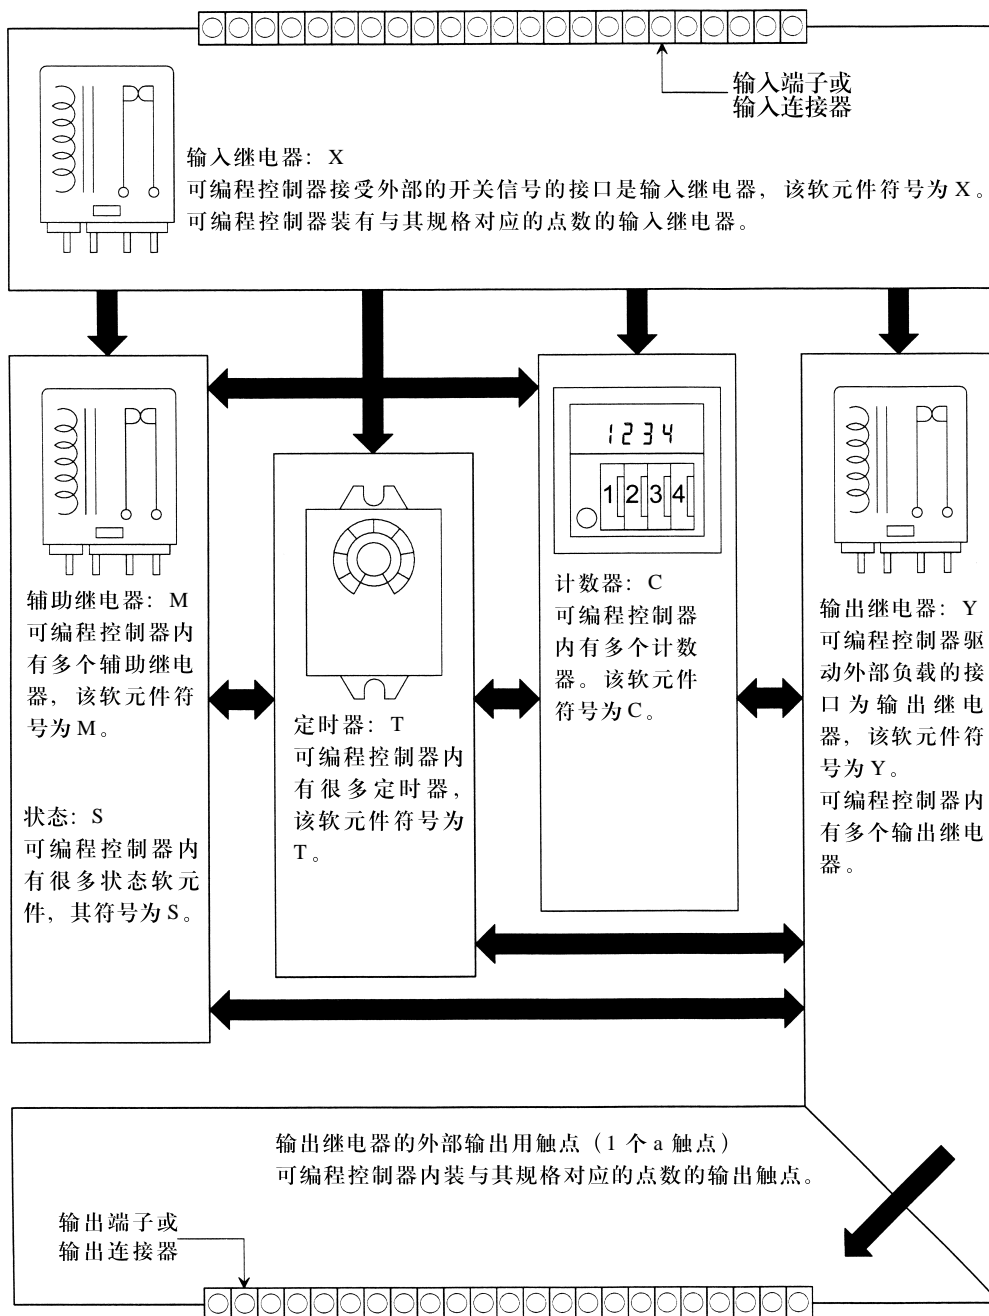 输入端子或
输入连接器
输入继电器：X
可编程控制器接受外部的开关信号的接口是输入继电器，该软元件符号为X。
可编程控制器装有与其规格对应的点数的输入继电器。
辅助继电器：M
可编程控制器内
有多个辅助继电
器，该软元件符
号为M。
状态：S
可编程控制器内
有很多状态软元
件，其符号为S。
定时器：T
可编程控制器内
有很多定时器，
该软元件符号为
T。
1234
1 2 3 4
计数器：C
可编程控制器
内有多个计数
器。该软元件
符号为C。
输出继电器：Y
可编程控制器驱
动外部负载的接
口为输出继电
器，该软元件符
号为Y。
可编程控制器内
有多个输出继电
器。
输出继电器的外部输出用触点（1个a触点）
可编程控制器内装与其规格对应的点数的输出触点。
输出端子或
输出连接器